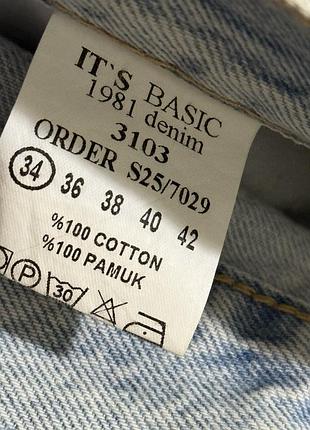 IT`S BASIC
1981 denim
3103
ORDER S25/7029
34 36 38 40 42
%100 COTTON
%100 PAMUK
P 30